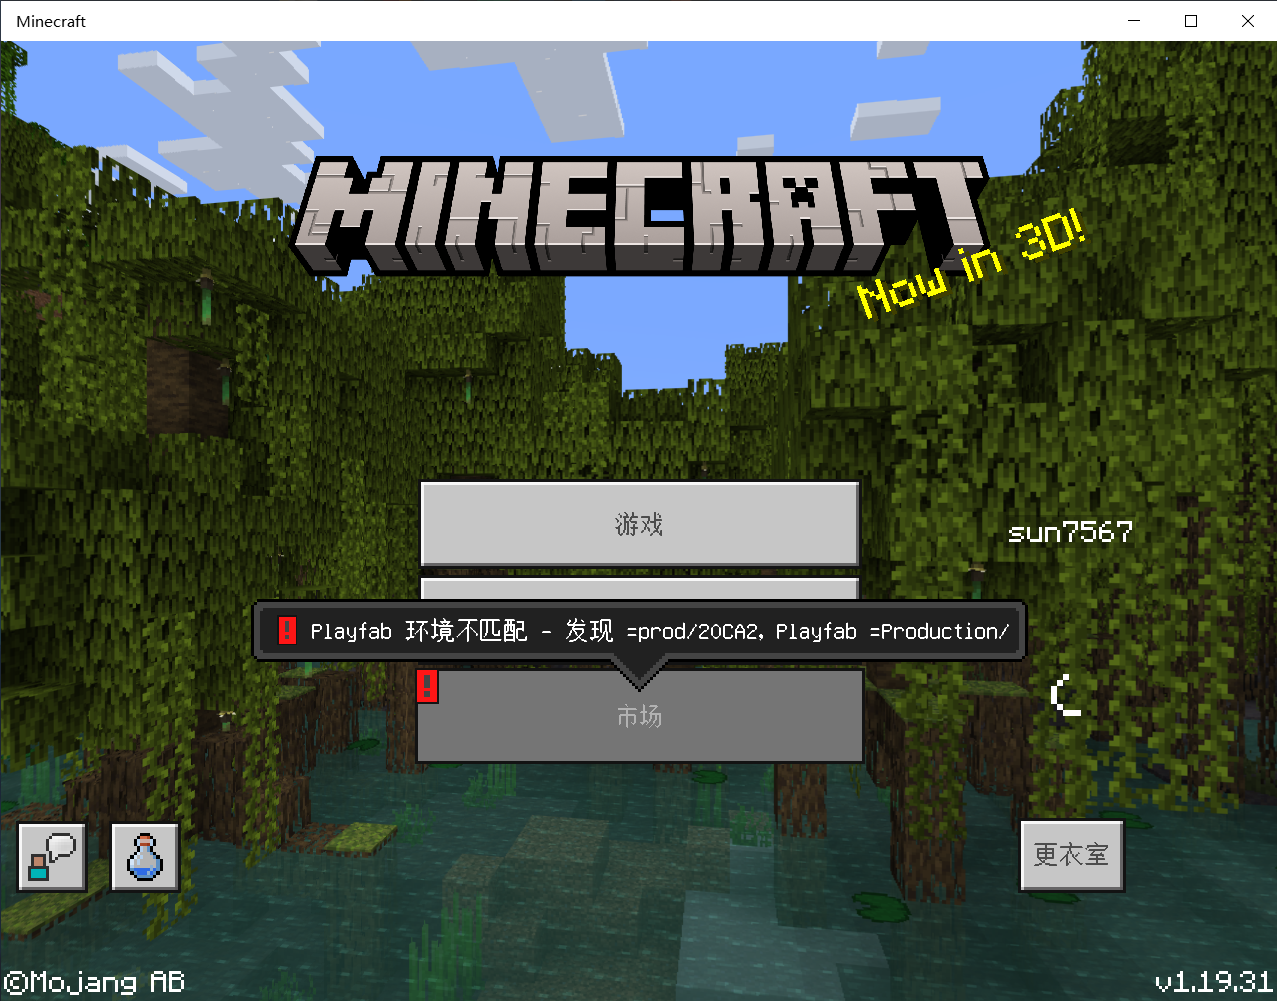 Minecraft
MINECRAFT
Now in 3D!
游戏
sun7567
Playfab 环境不匹配 - 发现 =prod/20CA2, Playfab =Production/
市场
更衣室
©Mojang AB
v1.19.31